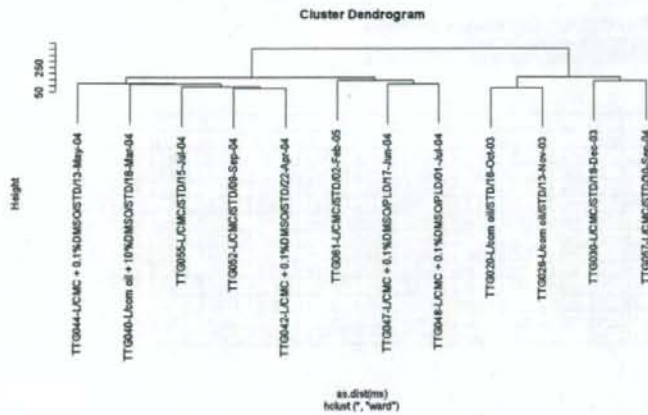 Cluster Dendrogram
Height
250
50
TTG044-L/CMC + 0.1%DMSO/STD/13-May-04
TTG040-L/corn oil + 10%DMSO/STD/18-Mar-04
TTG055-L/CMC/STD/15-Jul-04
TTG052-L/CMC/STD/09-Sep-04
TTG042-L/CMC + 0.1%DMSO/STD/22-Apr-04
TTG061-L/CMC/STD/02-Feb-05
TTG047-L/CMC + 0.1%DMSO/PLD/17-Jun-04
TTG048-L/CMC + 0.1%DMSO/PLD/01-Jul-04
TTG020-L/corn oil/STD/16-Oct-03
TTG026-L/corn oil/STD/13-Nov-03
TTG030-L/CMC/STD/18-Dec-03
as.dist(ms)
hclust (*, "ward")